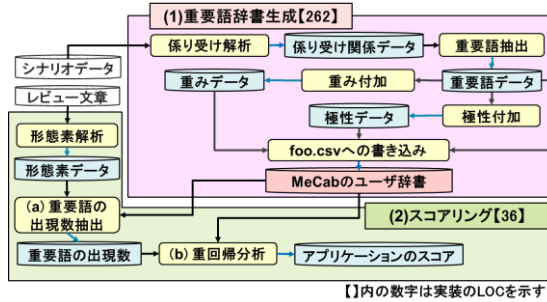 (1)重要語辞書生成【262】
係り受け解析
係り受け関係データ
重要語抽出
シナリオデータ
重みデータ
重み付加
重要語データ
レビュー文章
極性データ
極性付加
形態素解析
foo.csvへの書き込み
形態素データ
MeCabのユーザ辞書
(a) 重要語の
出現数抽出
(2)スコアリング【36】
重要語の出現数
(b) 重回帰分析
アプリケーションのスコア
【】内の数字は実装のLOCを示す